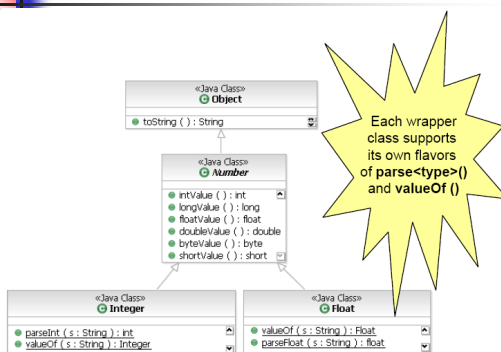 «Java Class»
Object
toString ( ) : String
Each wrapper
class supports
its own flavors
of parse<type>()
and valueOf ()
«Java Class»
Number
intValue ( ) : int
longValue ( ) : long
floatValue ( ) : float
doubleValue ( ) : double
byteValue ( ) : byte
shortValue ( ) : short
«Java Class»
Integer
parseInt ( s : String ) : int
valueOf ( s : String ) : Integer
«Java Class»
Float
valueOf ( s : String ) : Float
parseFloat ( s : String ) : float